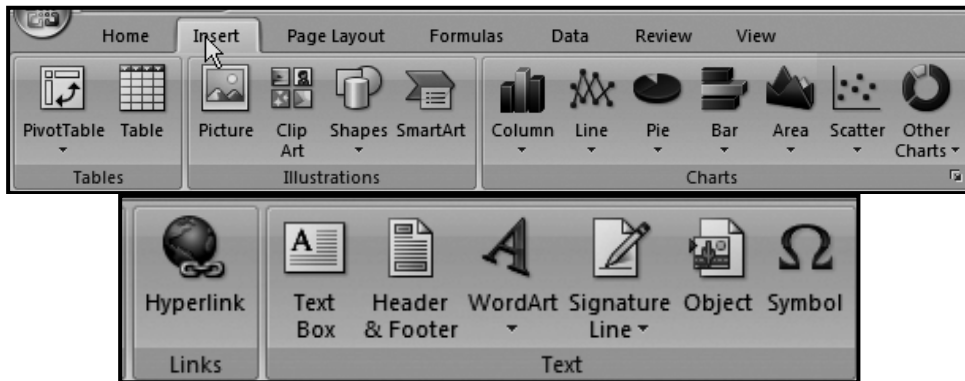 Home Insert Page Layout Formulas Data Review View
PivotTable Table Picture Clip Art Shapes SmartArt Column Line Pie Bar Area Scatter Other Charts
Tables Illustrations Charts
Hyperlink Text Box Header & Footer WordArt Signature Line Object Symbol
Links Text